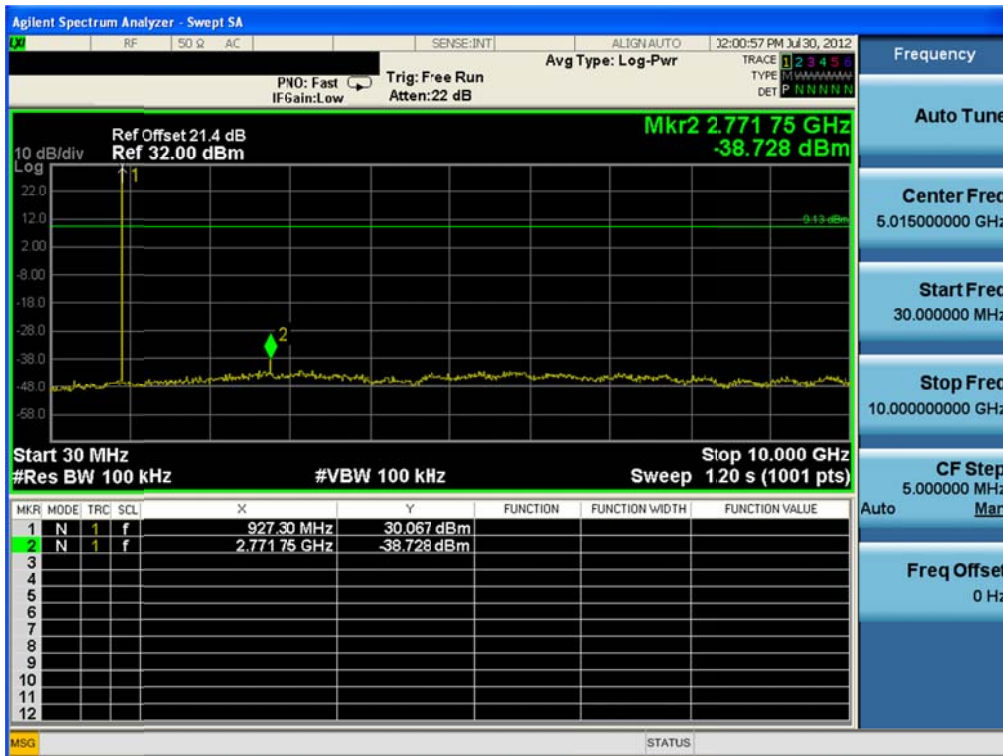 Agilent Spectrum Analyzer - Swept SA
LXI RF 50 Ω AC SENSE:INT ALIGN AUTO 02:00:57 PM Jul 30, 2012
Frequency
Avg Type: Log-Pwr
TRACE 1 2 3 4 5 6
PNO: Fast Trig: Free Run
TYPE M
IFGain:Low Atten:22 dB
DET P N N N N N
Auto Tune
Mkr2 2.771 75 GHz
-38.728 dBm
Ref Offset 21.4 dB
10 dB/div Ref 32.00 dBm
Log
1
22.0
12.0
9.13 dBm
2.00
-8.00
-18.0
-28.0
2
-38.0
-48.0
-58.0
Center Freq
5.015000000 GHz
Start Freq
30.000000 MHz
Stop Freq
10.000000000 GHz
Start 30 MHz Stop 10.000 GHz
#Res BW 100 kHz #VBW 100 kHz Sweep 1.20 s (1001 pts)
CF Step
5.000000 MHz
Auto Man
MKR MODE TRC SCL X Y FUNCTION FUNCTION WIDTH FUNCTION VALUE
1 N 1 f 927.30 MHz 30.067 dBm
2 N 1 f 2.771 75 GHz -38.728 dBm
3
4
5
6
7
8
9
10
11
12
Freq Offset
0 Hz
MSG STATUS